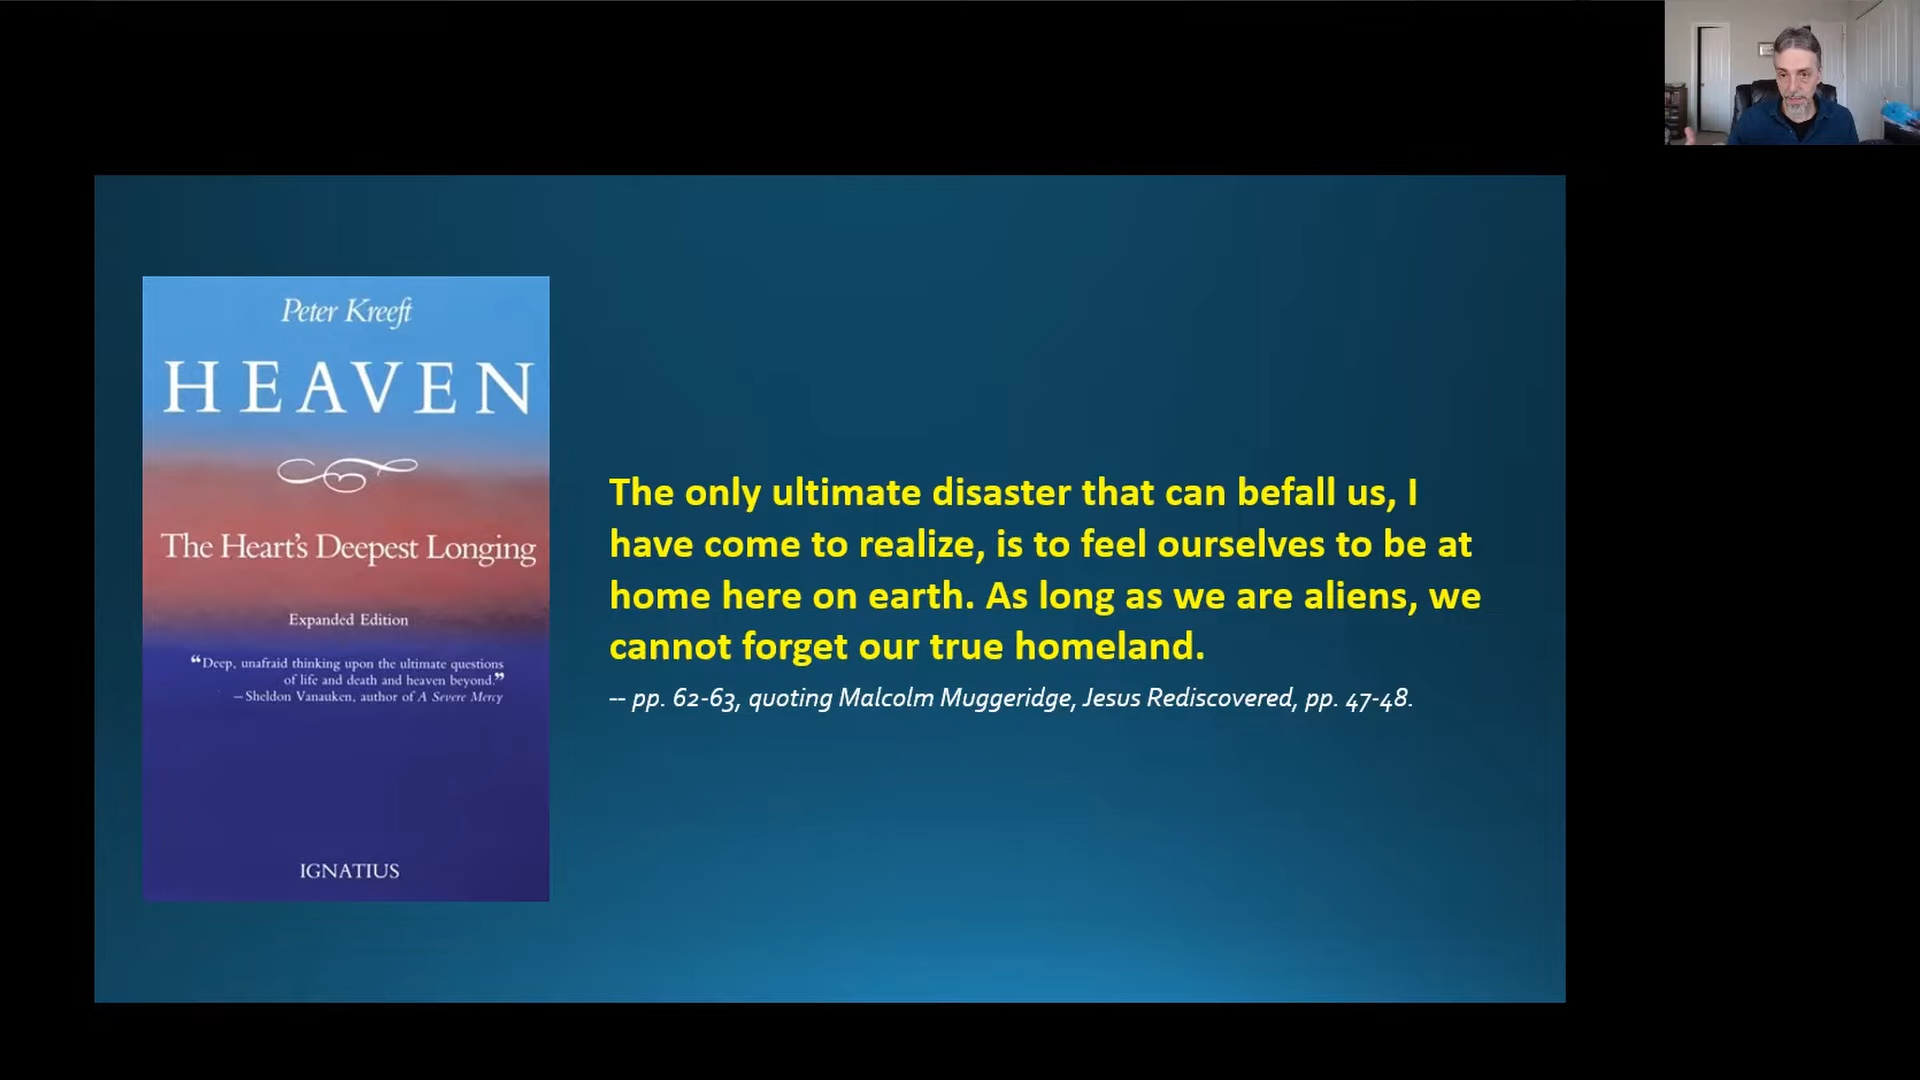 Peter Kreeft
HEAVEN
The Heart's Deepest Longing
Expanded Edition
“Deep, unafraid thinking upon the ultimate questions
of life and death and heaven beyond.”
—Sheldon Vanauken, author of A Severe Mercy
IGNATIUS
The only ultimate disaster that can befall us, I
have come to realize, is to feel ourselves to be at
home here on earth. As long as we are aliens, we
cannot forget our true homeland.
-- pp. 62-63, quoting Malcolm Muggeridge, Jesus Rediscovered, pp. 47-48.